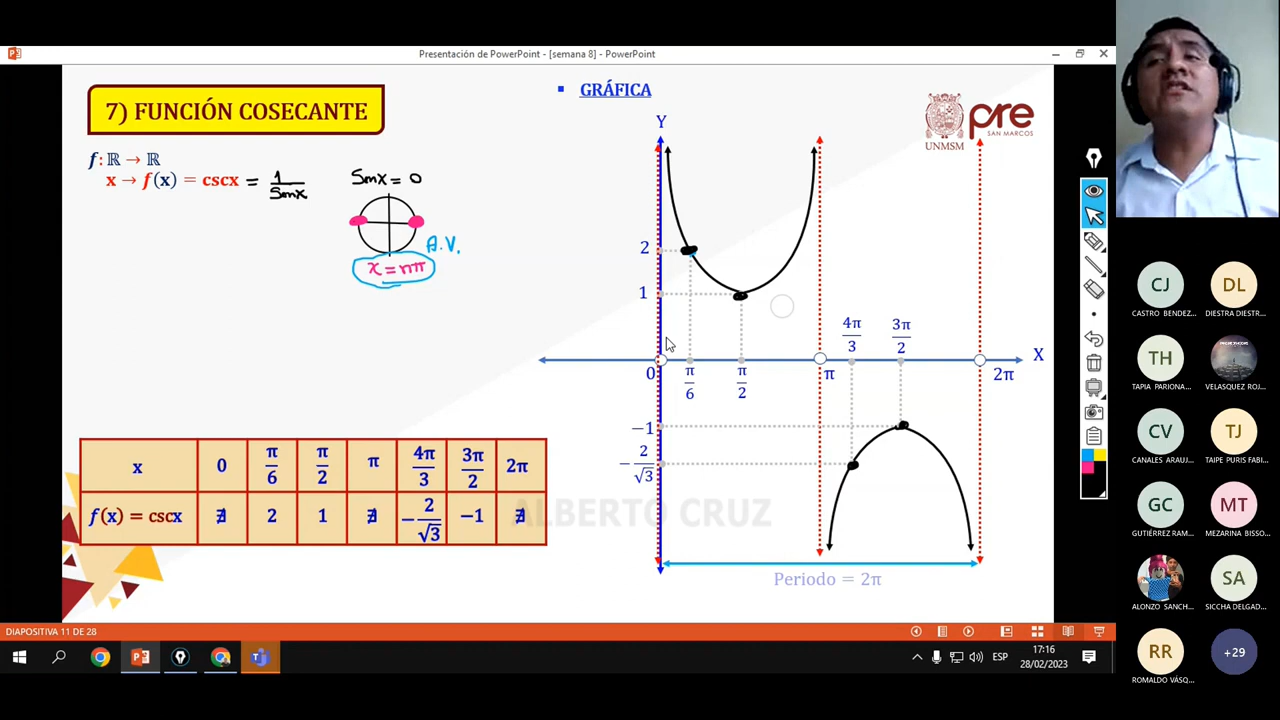 Presentación de PowerPoint - [semana 8] - PowerPoint
7) FUNCIÓN COSECANTE
f: ℝ → ℝ
x → f(x) = cscx = 1/Senx
Senx = 0
A.V.
x = nπ
GRÁFICA
UNMSM
pre
SAN MARCOS
Y
2
1
0
π/6
π/2
π
4π/3
3π/2
2π
X
−1
−2/√3
Periodo = 2π
x 0 π/6 π/2 π 4π/3 3π/2 2π
f(x) = cscx ∄ 2 1 ∄ −2/√3 −1 ∄
ALBERTO CRUZ
DIAPOSITIVA 11 DE 28
ESP
17:16
28/02/2023
CJ
CASTRO BENDEZ...
DL
DIESTRA DIESTR...
TH
TAPIA PARIONA...
VELASQUEZ ROJ...
CV
CANALES ARAUJ...
TJ
TAIPE PURIS FABI...
GC
GUTIÉRREZ RAM...
MT
MEZARINA BISSO...
ALONZO SANCH...
SA
SICCHA DELGAD...
RR
ROMALDO VÁSQ...
+29